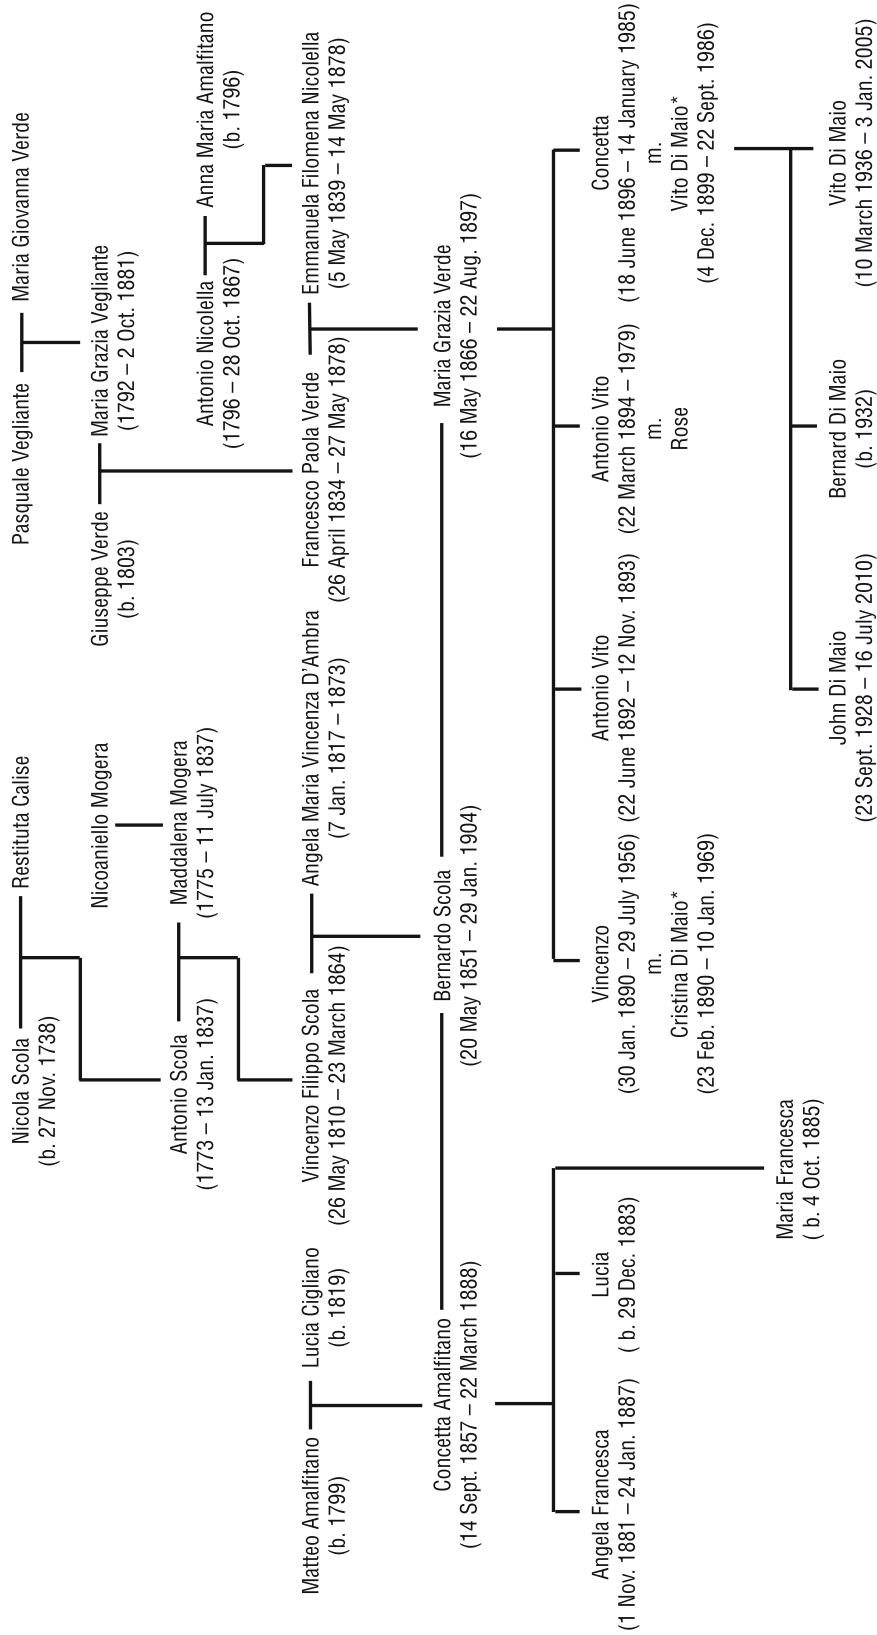 Nicola Scola
(b. 27 Nov. 1738)
Restituta Calise
Pasquale Vegliante
Maria Giovanna Verde
Nicoaniello Mogera
Giuseppe Verde
(b. 1803)
Maria Grazia Vegliante
(1792 – 2 Oct. 1881)
Antonio Scola
(1773 – 13 Jan. 1837)
Maddalena Mogera
(1775 – 11 July 1837)
Antonio Nicolella
(1796 – 28 Oct. 1867)
Anna Maria Amalfitano
(b. 1796)
Matteo Amalfitano
(b. 1799)
Lucia Cigliano
(b. 1819)
Vincenzo Filippo Scola
(26 May 1810 – 23 March 1864)
Angela Maria Vincenza D'Ambra
(7 Jan. 1817 – 1873)
Francesco Paola Verde
(26 April 1834 – 27 May 1878)
Emmanuela Filomena Nicolella
(5 May 1839 – 14 May 1878)
Concetta Amalfitano
(14 Sept. 1857 – 22 March 1888)
Bernardo Scola
(20 May 1851 – 29 Jan. 1904)
Maria Grazia Verde
(16 May 1866 – 22 Aug. 1897)
Angela Francesca
(1 Nov. 1881 – 24 Jan. 1887)
Lucia
( b. 29 Dec. 1883)
Maria Francesca
( b. 4 Oct. 1885)
Vincenzo
(30 Jan. 1890 – 29 July 1956)
m.
Cristina Di Maio*
(23 Feb. 1890 – 10 Jan. 1969)
Antonio Vito
(22 June 1892 – 12 Nov. 1893)
Antonio Vito
(22 March 1894 – 1979)
m.
Rose
Concetta
(18 June 1896 – 14 January 1985)
m.
Vito Di Maio*
(4 Dec. 1899 – 22 Sept. 1986)
John Di Maio
(23 Sept. 1928 – 16 July 2010)
Bernard Di Maio
(b. 1932)
Vito Di Maio
(10 March 1936 – 3 Jan. 2005)